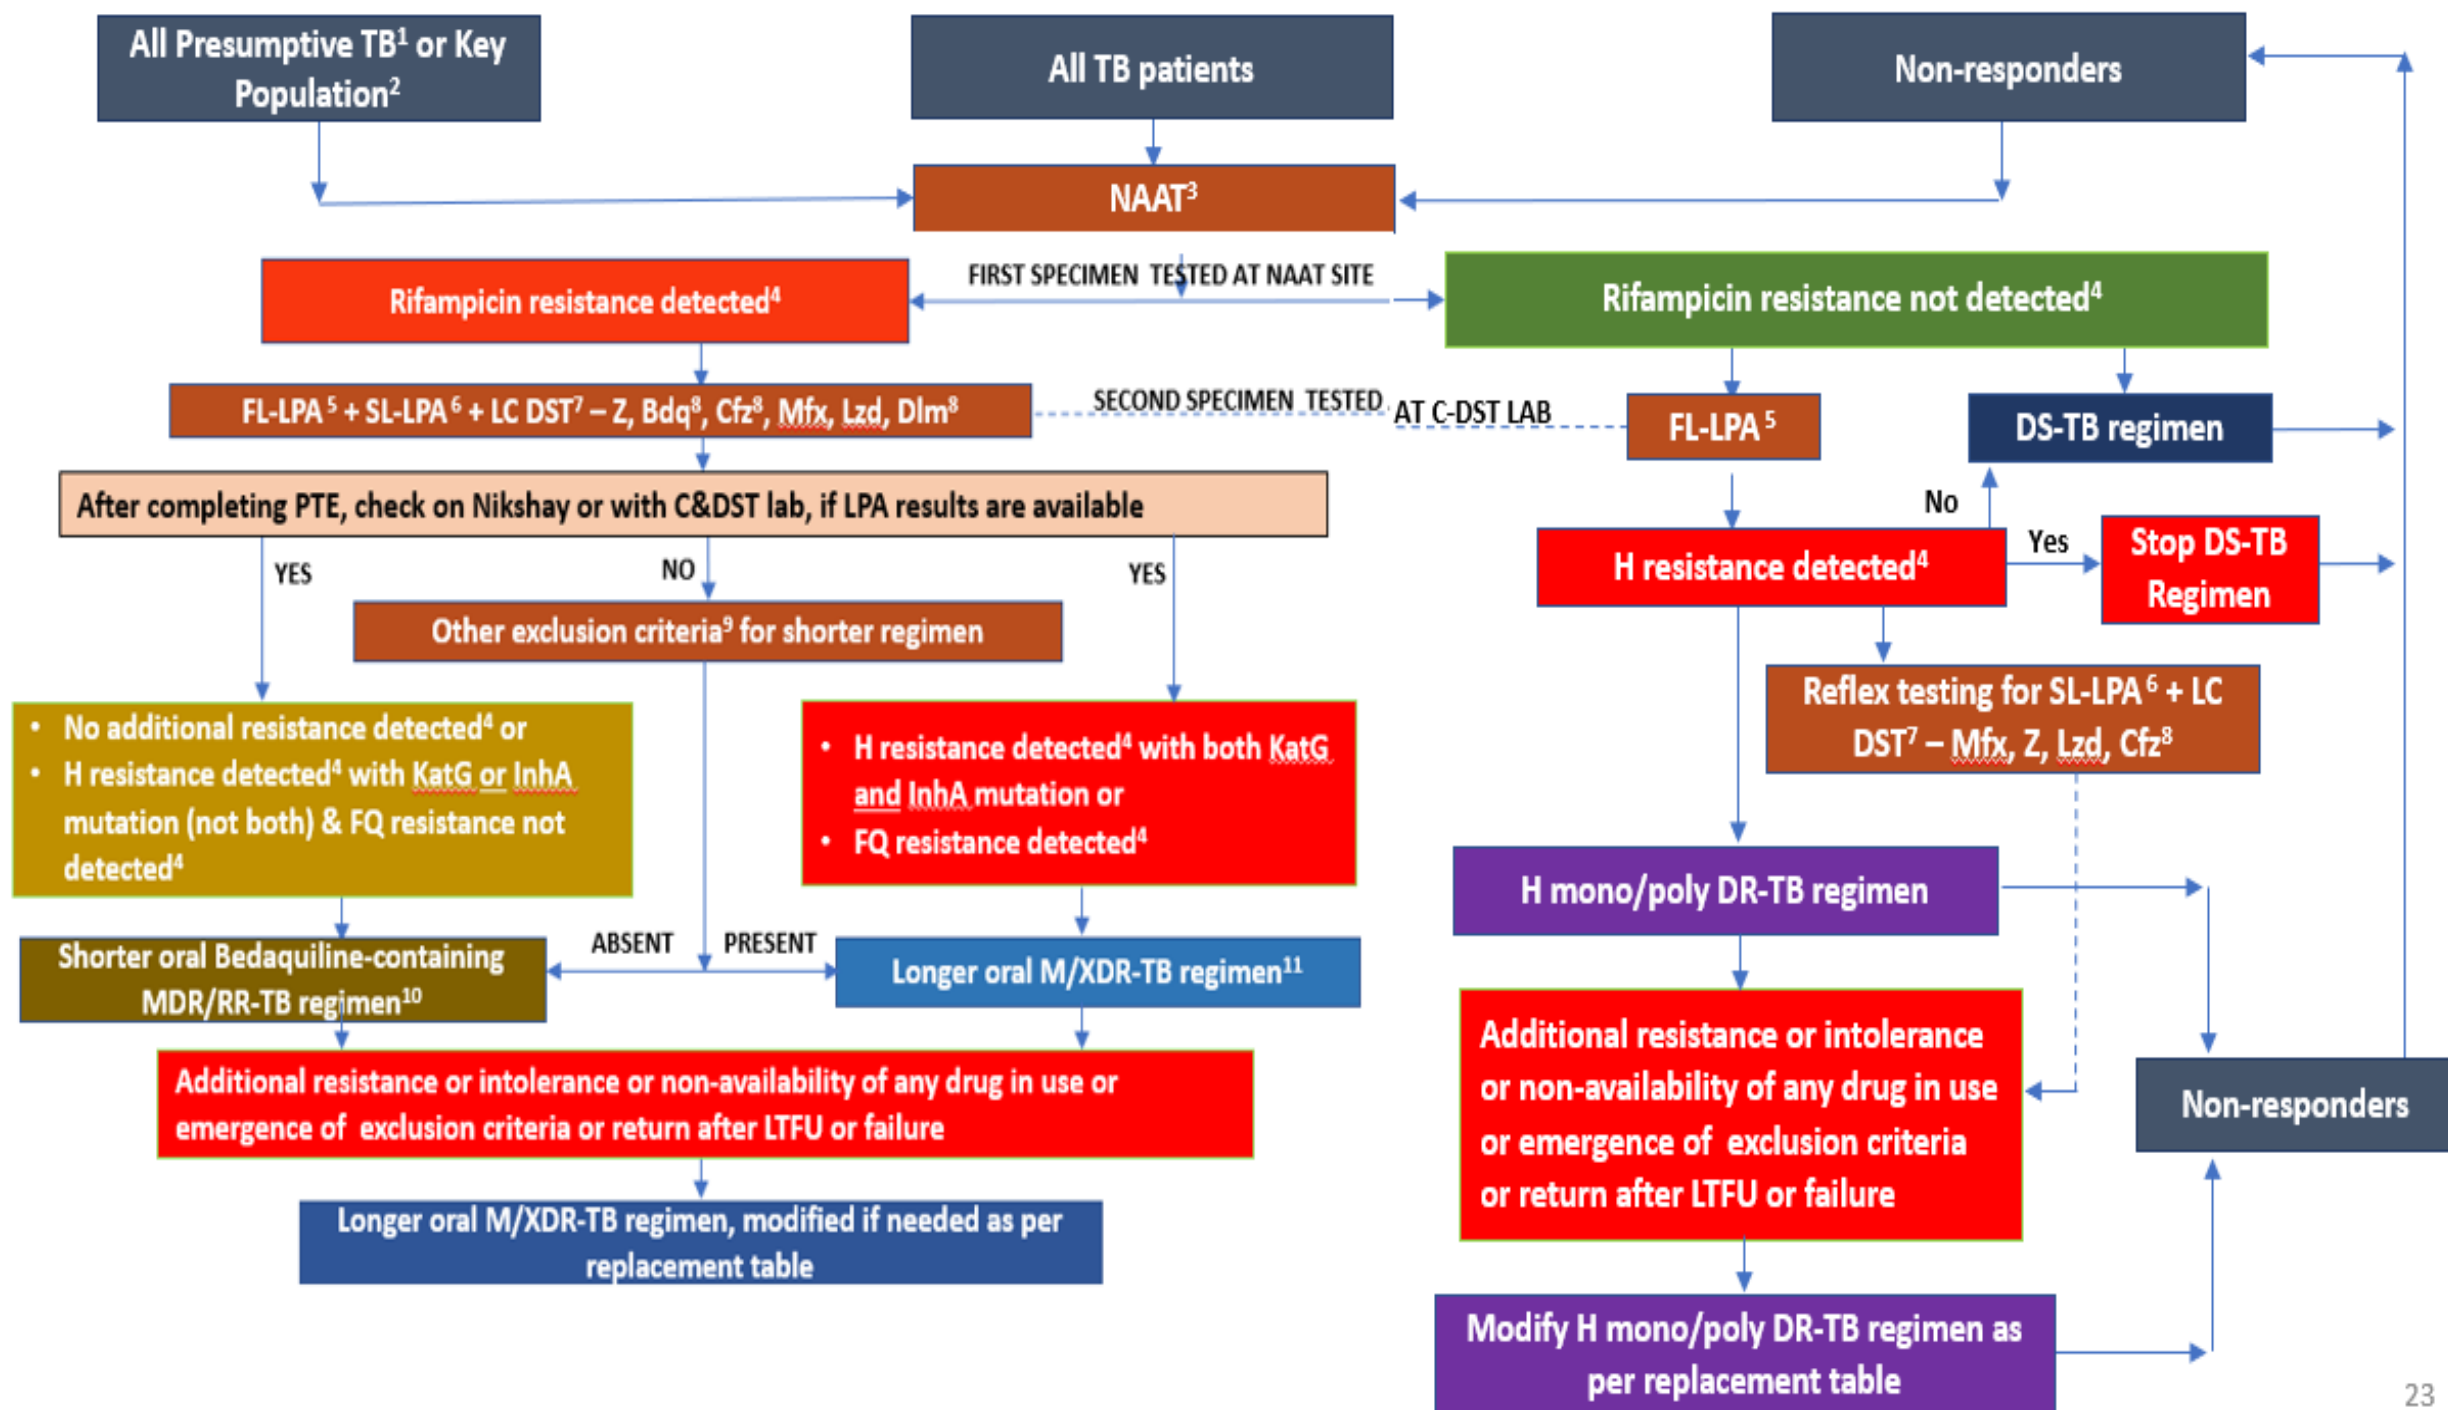 All Presumptive TB¹ or Key
Population²
All TB patients
Non-responders
NAAT³
FIRST SPECIMEN TESTED AT NAAT SITE
Rifampicin resistance detected⁴
Rifampicin resistance not detected⁴
FL-LPA ⁵ + SL-LPA ⁶ + LC DST⁷ – Z, Bdq⁸, Cfz⁸, Mfx, Lzd, Dlm⁸
SECOND SPECIMEN TESTED
AT C-DST LAB
FL-LPA ⁵
DS-TB regimen
After completing PTE, check on Nikshay or with C&DST lab, if LPA results are available
No
H resistance detected⁴
Yes
Stop DS-TB
Regimen
YES
NO
YES
Other exclusion criteria⁹ for shorter regimen
Reflex testing for SL-LPA ⁶ + LC
DST⁷ – Mfx, Z, Lzd, Cfz⁸
• No additional resistance detected⁴ or
• H resistance detected⁴ with KatG or InhA
mutation (not both) & FQ resistance not
detected⁴
• H resistance detected⁴ with both KatG
and InhA mutation or
• FQ resistance detected⁴
H mono/poly DR-TB regimen
ABSENT
PRESENT
Shorter oral Bedaquiline-containing
MDR/RR-TB regimen¹⁰
Longer oral M/XDR-TB regimen¹¹
Additional resistance or intolerance or non-availability of any drug in use or
emergence of exclusion criteria or return after LTFU or failure
Additional resistance or intolerance
or non-availability of any drug in use
or emergence of exclusion criteria
or return after LTFU or failure
Non-responders
Longer oral M/XDR-TB regimen, modified if needed as per
replacement table
Modify H mono/poly DR-TB regimen as
per replacement table
23